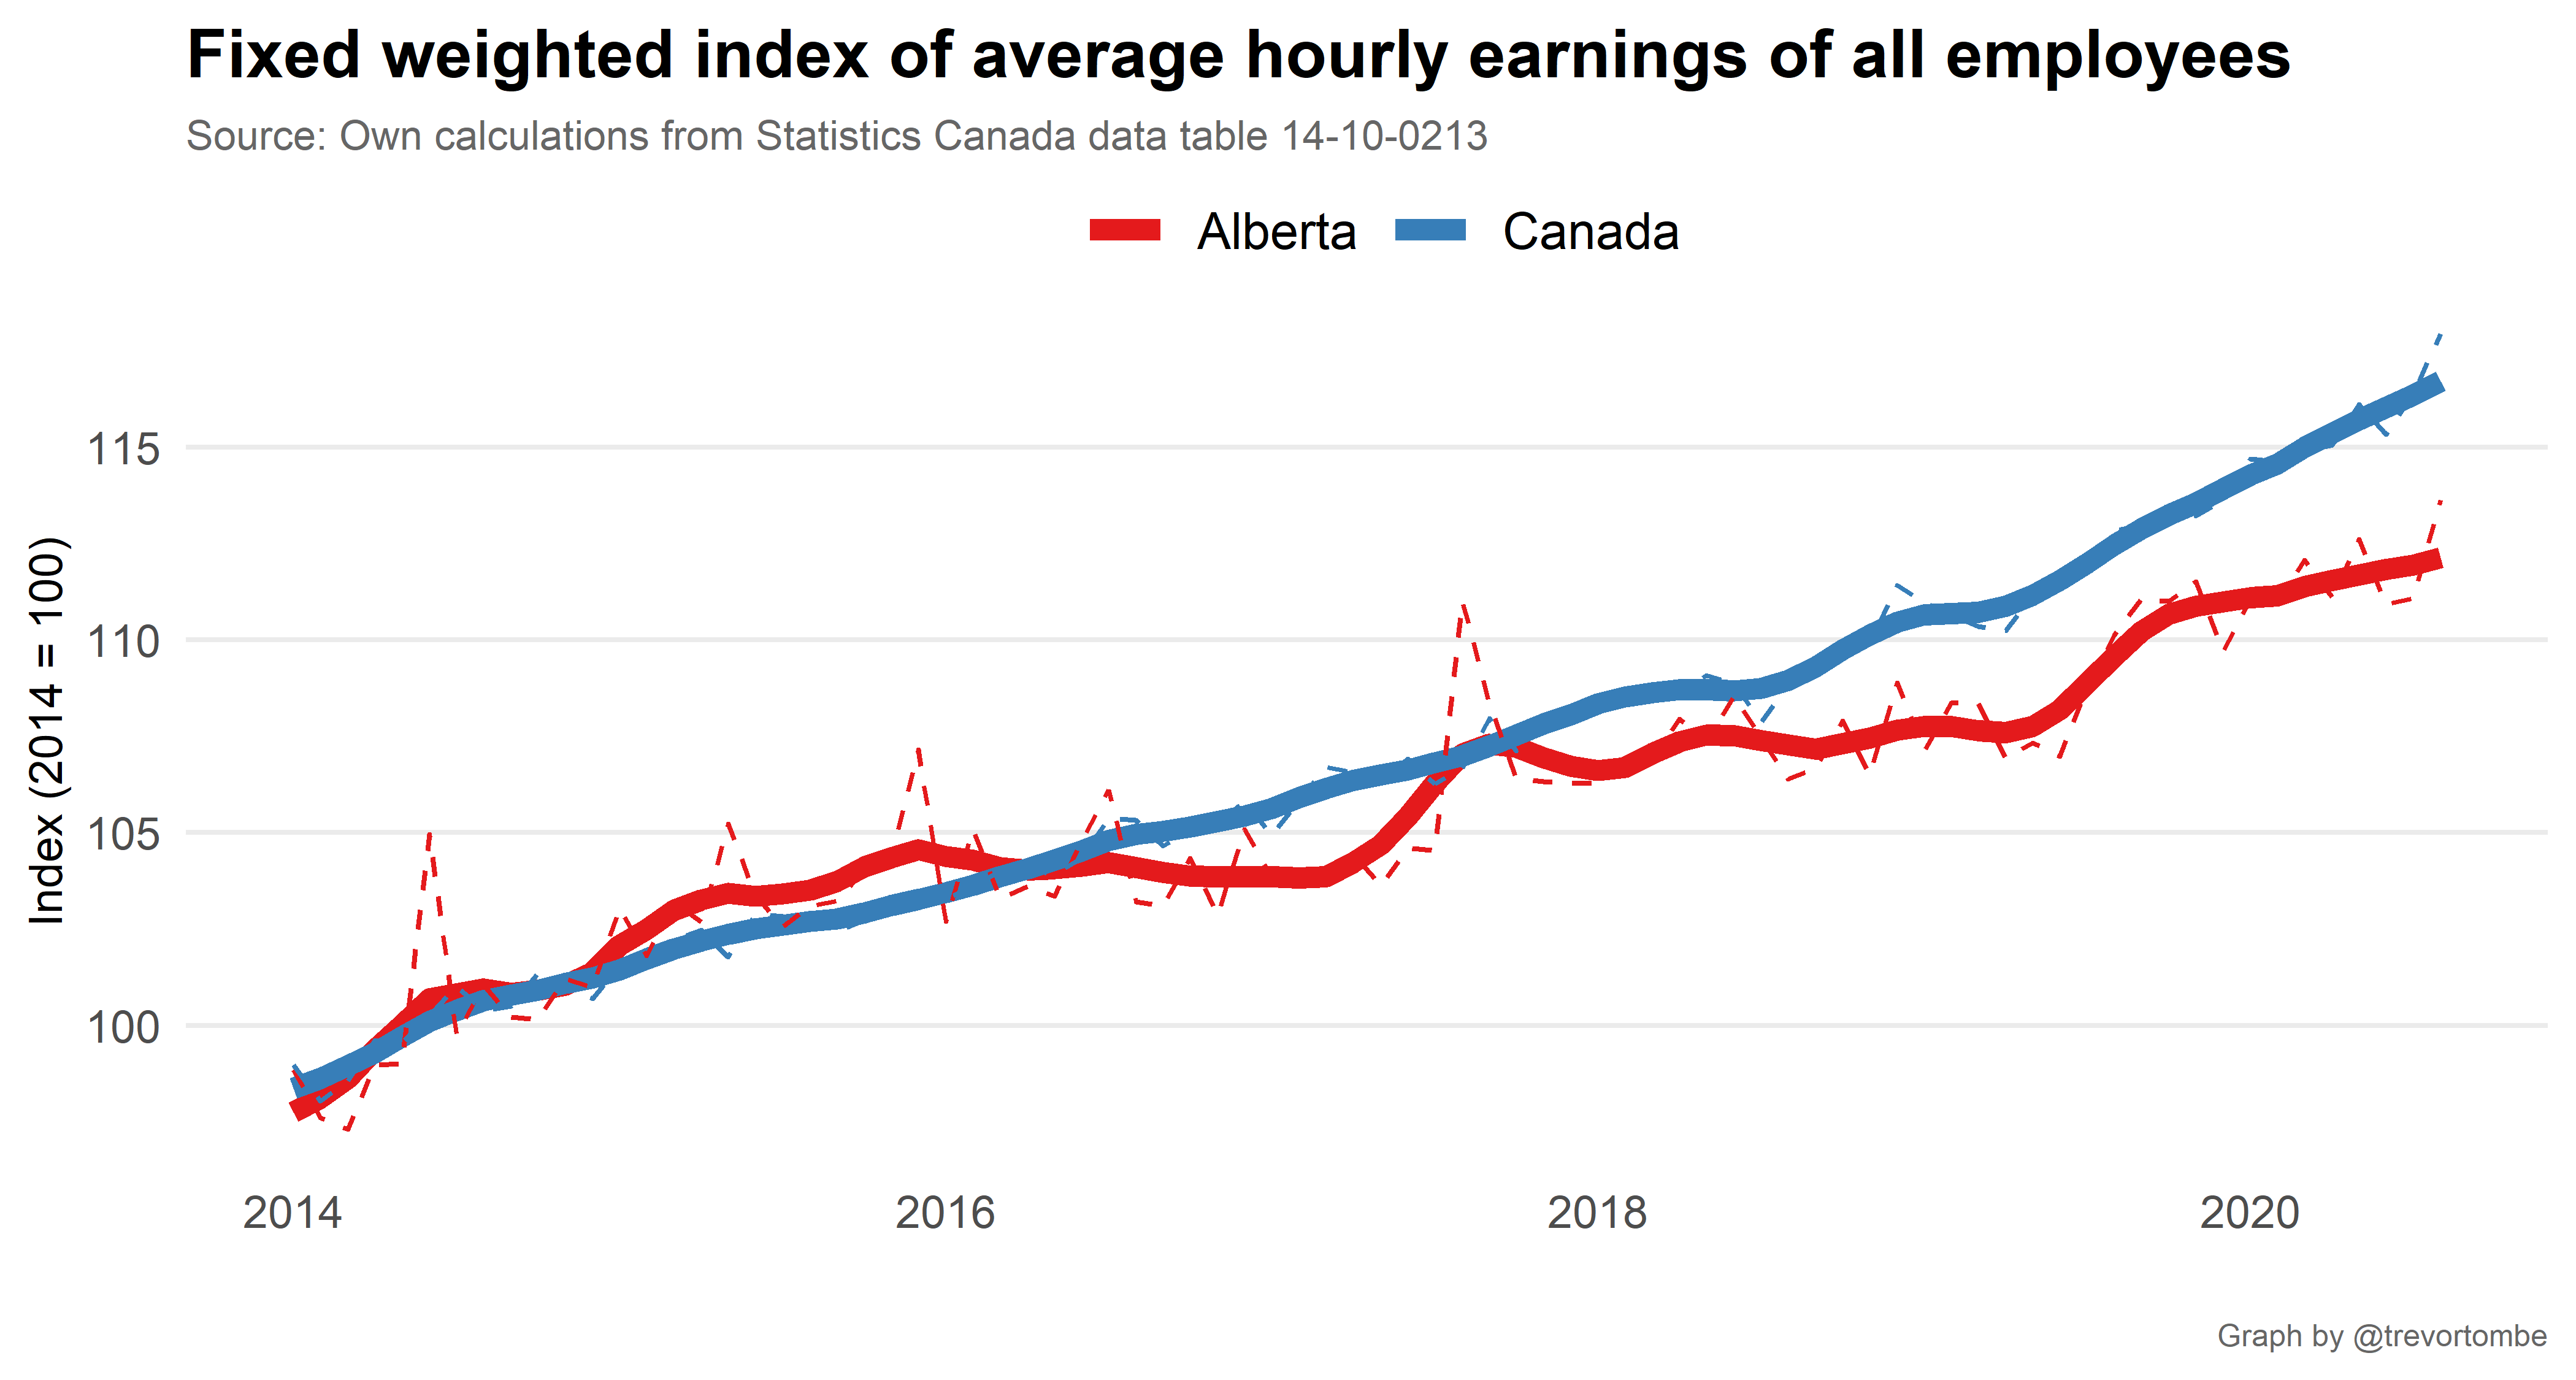 Fixed weighted index of average hourly earnings of all employees
Source: Own calculations from Statistics Canada data table 14-10-0213
Alberta Canada
Index (2014 = 100)
115
110
105
100
2014 2016 2018 2020
Graph by @trevortombe